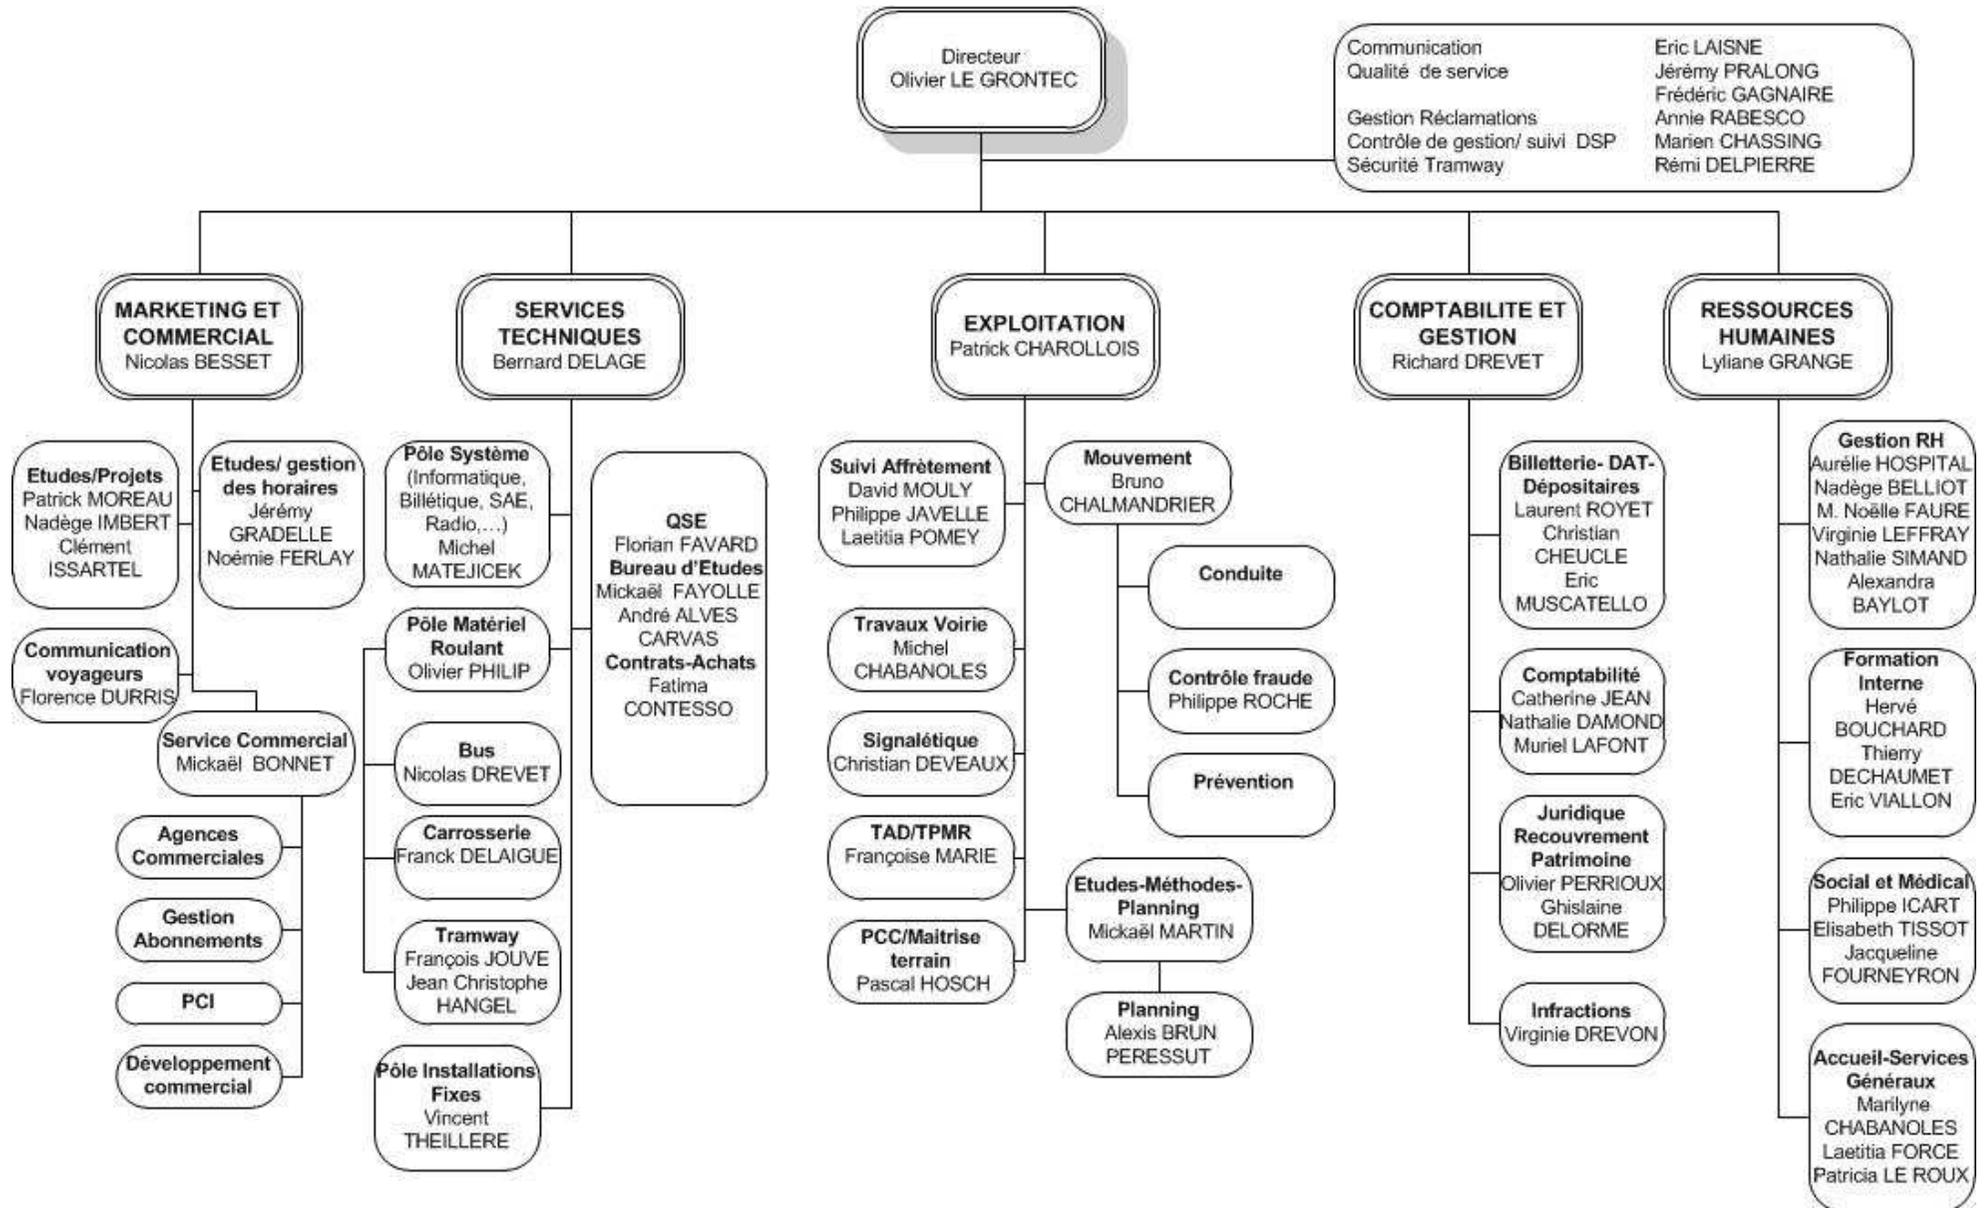 Directeur
Olivier LE GRONTEC
Communication Eric LAISNE
Qualité de service Jérémy PRALONG
Frédéric GAGNAIRE
Gestion Réclamations Annie RABESCO
Contrôle de gestion/ suivi DSP Marien CHASSING
Sécurité Tramway Rémi DELPIERRE
MARKETING ET
COMMERCIAL
Nicolas BESSET
SERVICES
TECHNIQUES
Bernard DELAGE
EXPLOITATION
Patrick CHAROLLOIS
COMPTABILITE ET
GESTION
Richard DREVET
RESSOURCES
HUMAINES
Lyliane GRANGE
Etudes/Projets
Patrick MOREAU
Nadège IMBERT
Clément
ISSARTEL
Etudes/ gestion
des horaires
Jérémy
GRADELLE
Noémie FERLAY
Communication
voyageurs
Florence DURRIS
Service Commercial
Mickaël BONNET
Agences
Commerciales
Gestion
Abonnements
PCI
Développement
commercial
Pôle Système
(Informatique,
Billétique, SAE,
Radio,…)
Michel
MATEJICEK
Pôle Matériel
Roulant
Olivier PHILIP
Bus
Nicolas DREVET
Carrosserie
Franck DELAIGUE
Tramway
François JOUVE
Jean Christophe
HANGEL
Pôle Installations
Fixes
Vincent
THEILLERE
QSE
Florian FAVARD
Bureau d'Etudes
Mickaël FAYOLLE
André ALVES
CARVAS
Contrats-Achats
Fatima
CONTESSO
Suivi Affrètement
David MOULY
Philippe JAVELLE
Laetitia POMEY
Travaux Voirie
Michel
CHABANOLES
Signalétique
Christian DEVEAUX
TAD/TPMR
Françoise MARIE
PCC/Maitrise
terrain
Pascal HOSCH
Mouvement
Bruno
CHALMANDRIER
Conduite
Contrôle fraude
Philippe ROCHE
Prévention
Etudes-Méthodes-
Planning
Mickaël MARTIN
Planning
Alexis BRUN
PERESSUT
Billetterie- DAT-
Dépositaires
Laurent ROYET
Christian
CHEUCLE
Eric
MUSCATELLO
Comptabilité
Catherine JEAN
Nathalie DAMOND
Muriel LAFONT
Juridique
Recouvrement
Patrimoine
Olivier PERRIOUX
Ghislaine
DELORME
Infractions
Virginie DREVON
Gestion RH
Aurélie HOSPITAL
Nadège BELLIOT
M. Noëlle FAURE
Virginie LEFFRAY
Nathalie SIMAND
Alexandra
BAYLOT
Formation
Interne
Hervé
BOUCHARD
Thierry
DECHAUMET
Eric VIALLON
Social et Médical
Philippe ICART
Elisabeth TISSOT
Jacqueline
FOURNEYRON
Accueil-Services
Généraux
Marilyne
CHABANOLES
Laetitia FORCE
Patricia LE ROUX